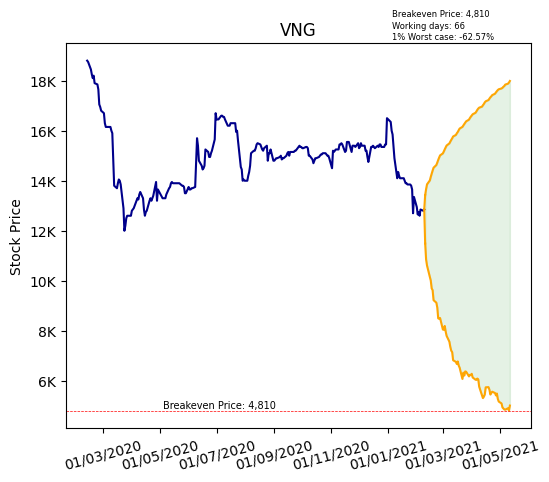 Breakeven Price: 4,810
Working days: 66
1% Worst case: -62.57%
VNG
Stock Price
18K
16K
14K
12K
10K
8K
6K
Breakeven Price: 4,810
01/03/2020
01/05/2020
01/07/2020
01/09/2020
01/11/2020
01/01/2021
01/03/2021
01/05/2021